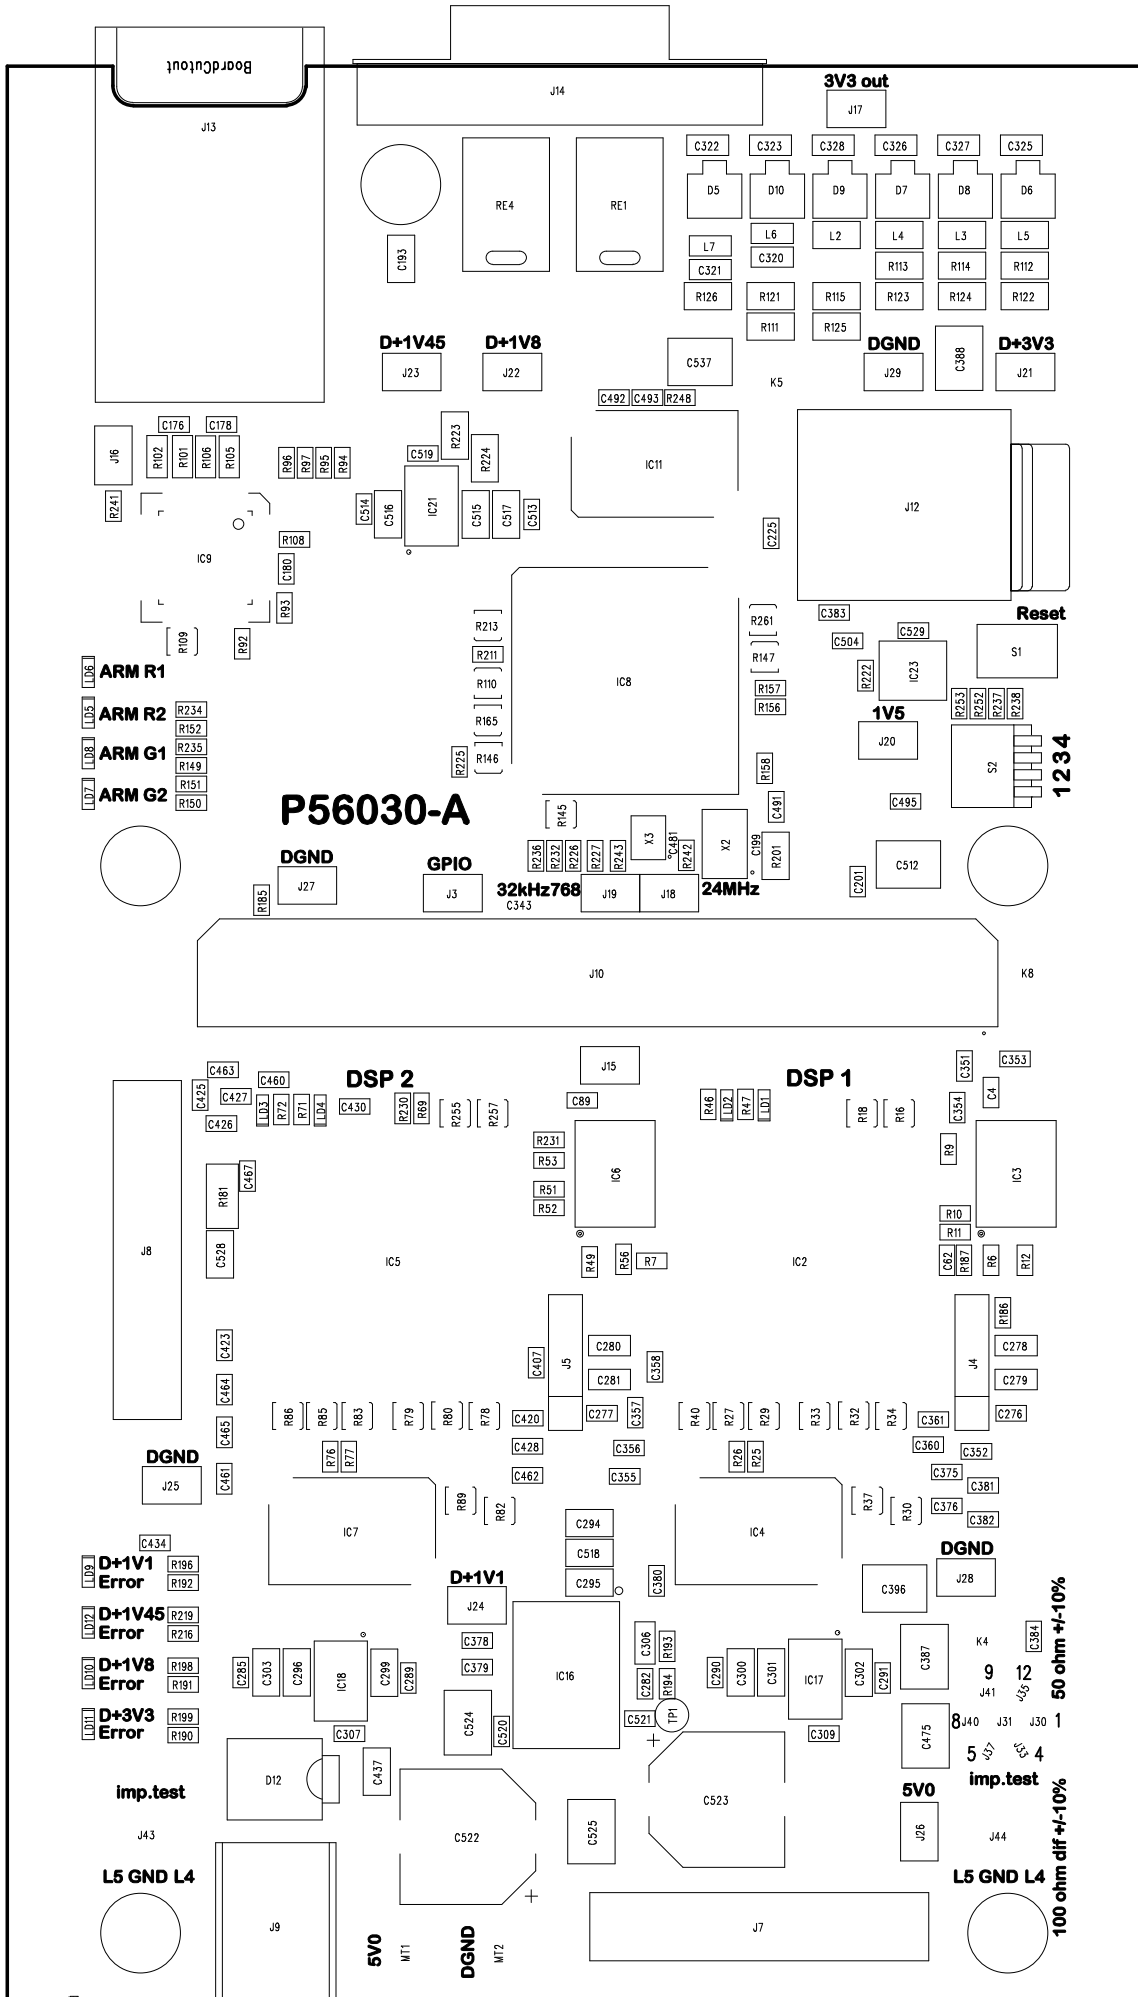 BoardCutout
J13
J14
3V3 out
J17
C322 C323 C328 C326 C327 C325
D5 D10 D9 D7 D8 D6
RE4 RE1
C193
L7 L6 L2 L4 L3 L5
C321 C320 R113 R114 R112
R126 R121 R115 R123 R124 R122
R111 R125
D+1V45 D+1V8 DGND D+3V3
J23 J22 C537 K5 J29 C388 J21
C492 C493 R248
C176 C178
J16 R102 R101 R106 R105 R96 R97 R95 R94
R223 C519 R224 IC11
R241 C514 C516 IC21 C515 C517 C513
J12
C225
IC9 R108 C180 R93
R109 R92
C383
Reset
R213 R211 R110 R165 R146 R225
IC8
R261 R147 R157 R156 R158
C504 C529 R222 IC23 S1
LD6 ARM R1
LD5 ARM R2 R234 R152
LD8 ARM G1 R235 R149
LD7 ARM G2 R151 R150
1V5
J20
R253 R252 R237 R238
S2
1 2 3 4
P56030-A
R145 C491 C495
X3 C481 X2 C199 R201
R236 R232 R226 R227 R243 R242
C512 C201
DGND GPIO
J27 J3 32kHz768 J19 J18 24MHz
R185 C343
J10 K8
J15
C463 C460 DSP 2 DSP 1 C351 C353
C425 C427 C426 LD3 R72 R71 LD4 C430 R230 R69 R255 R257
C89 R46 LD2 R47 LD1 R18 R16 C354 C4
R231 R53 R51 R52 IC6 R9 IC3
R181 C467 C528
R10 R11
J8 IC5 R49 R56 R7 IC2 C62 R187 R6 R12
R186
C423 C407 J5 C280 C281 C358 J4 C278 C279
C464 C465 C461
R86 R85 R83 R79 R80 R78 C420 C277 C357
R40 R27 R29 R33 R32 R34 C361 C276
R76 R77 C428 C356 R26 R25 C360 C352
C462 C355 C375 C381
DGND
J25
R89 R82 IC7 C294 C518 C295
R37 R30 IC4 C376 C382
C434
LD9 D+1V1
Error R196 R192
LD12 D+1V45
Error R219 R216
LD10 D+1V8
Error R198 R191
LD11 D+3V3
Error R199 R190
D+1V1
J24
C380
C396
DGND
J28
C378 C379 IC16 C306 R193 C282 R194 C521 TP1
C285 C303 C296 IC18 C299 C289 C307
C290 C300 C301 IC17 C302 C291 C309
C387 K4 C384
9 12
J41 J35
8 J40 J31 J30 1
5 J37 J33 4
50 ohm +/-10%
C524 C520
C475
D12 C437
imp.test
J43
C522 C525 C523
imp.test
5V0
J26 J44
L5 GND L4
L5 GND L4
100 ohm dif +/-10%
J9
5V0 MT1 DGND MT2
J7